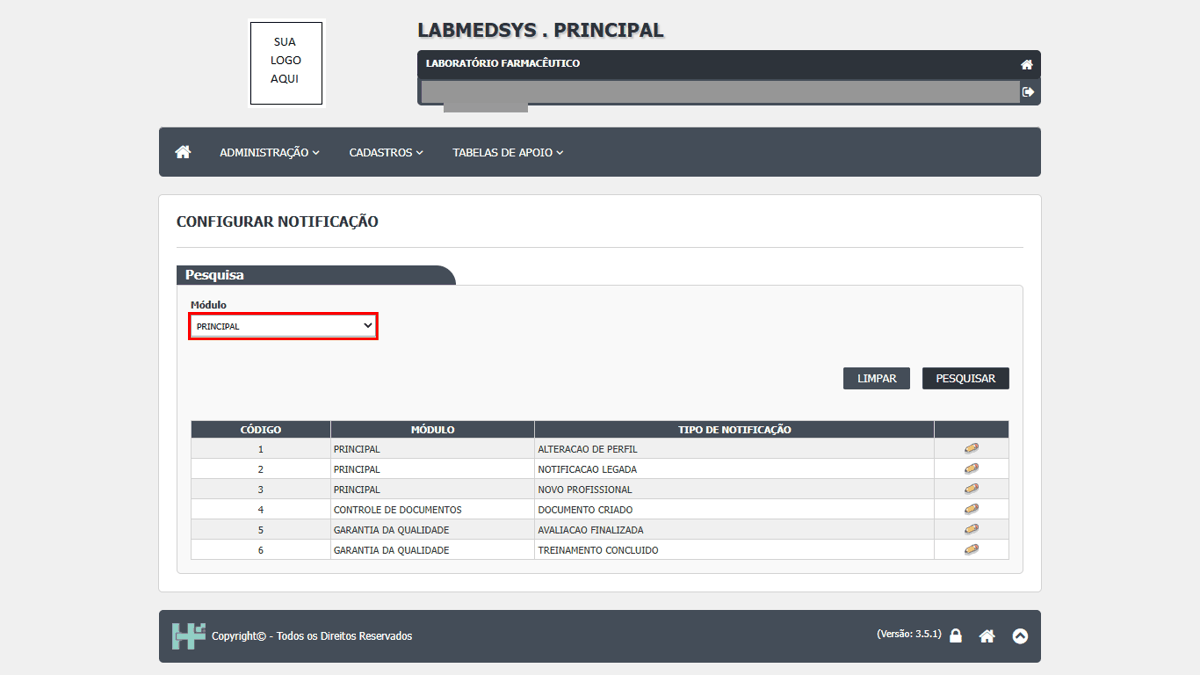 SUA
LOGO
AQUI
LABMEDSYS . PRINCIPAL
LABORATÓRIO FARMACÊUTICO
ADMINISTRAÇÃO CADASTROS TABELAS DE APOIO
CONFIGURAR NOTIFICAÇÃO
Pesquisa
Módulo
PRINCIPAL
LIMPAR PESQUISAR
CÓDIGO MÓDULO TIPO DE NOTIFICAÇÃO
1 PRINCIPAL ALTERACAO DE PERFIL
2 PRINCIPAL NOTIFICACAO LEGADA
3 PRINCIPAL NOVO PROFISSIONAL
4 CONTROLE DE DOCUMENTOS DOCUMENTO CRIADO
5 GARANTIA DA QUALIDADE AVALIACAO FINALIZADA
6 GARANTIA DA QUALIDADE TREINAMENTO CONCLUIDO
Copyright© - Todos os Direitos Reservados (Versão: 3.5.1)